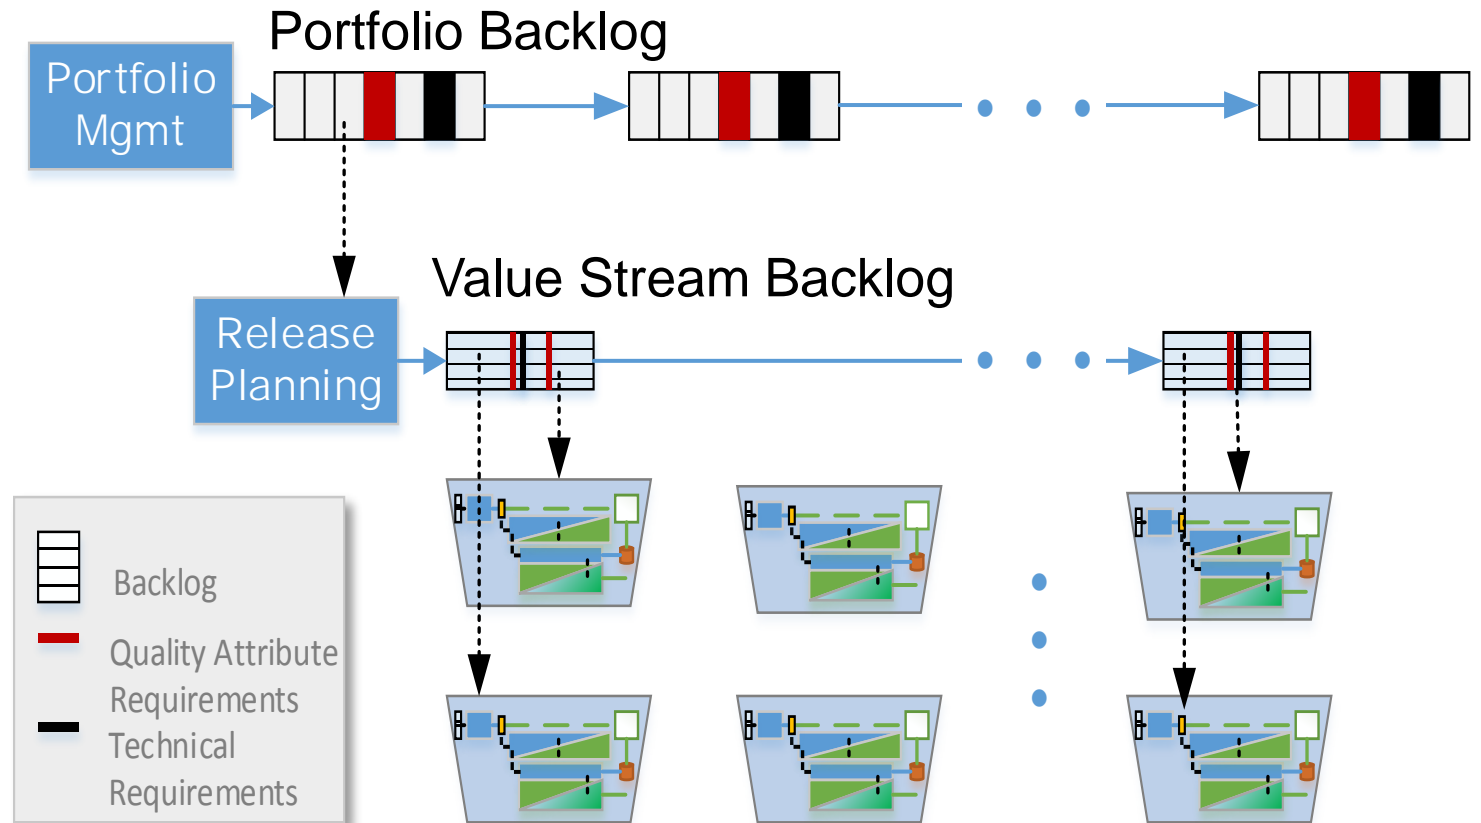 Portfolio Backlog
Portfolio
Mgmt
Value Stream Backlog
Release
Planning
Backlog
Quality Attribute
Requirements
Technical
Requirements